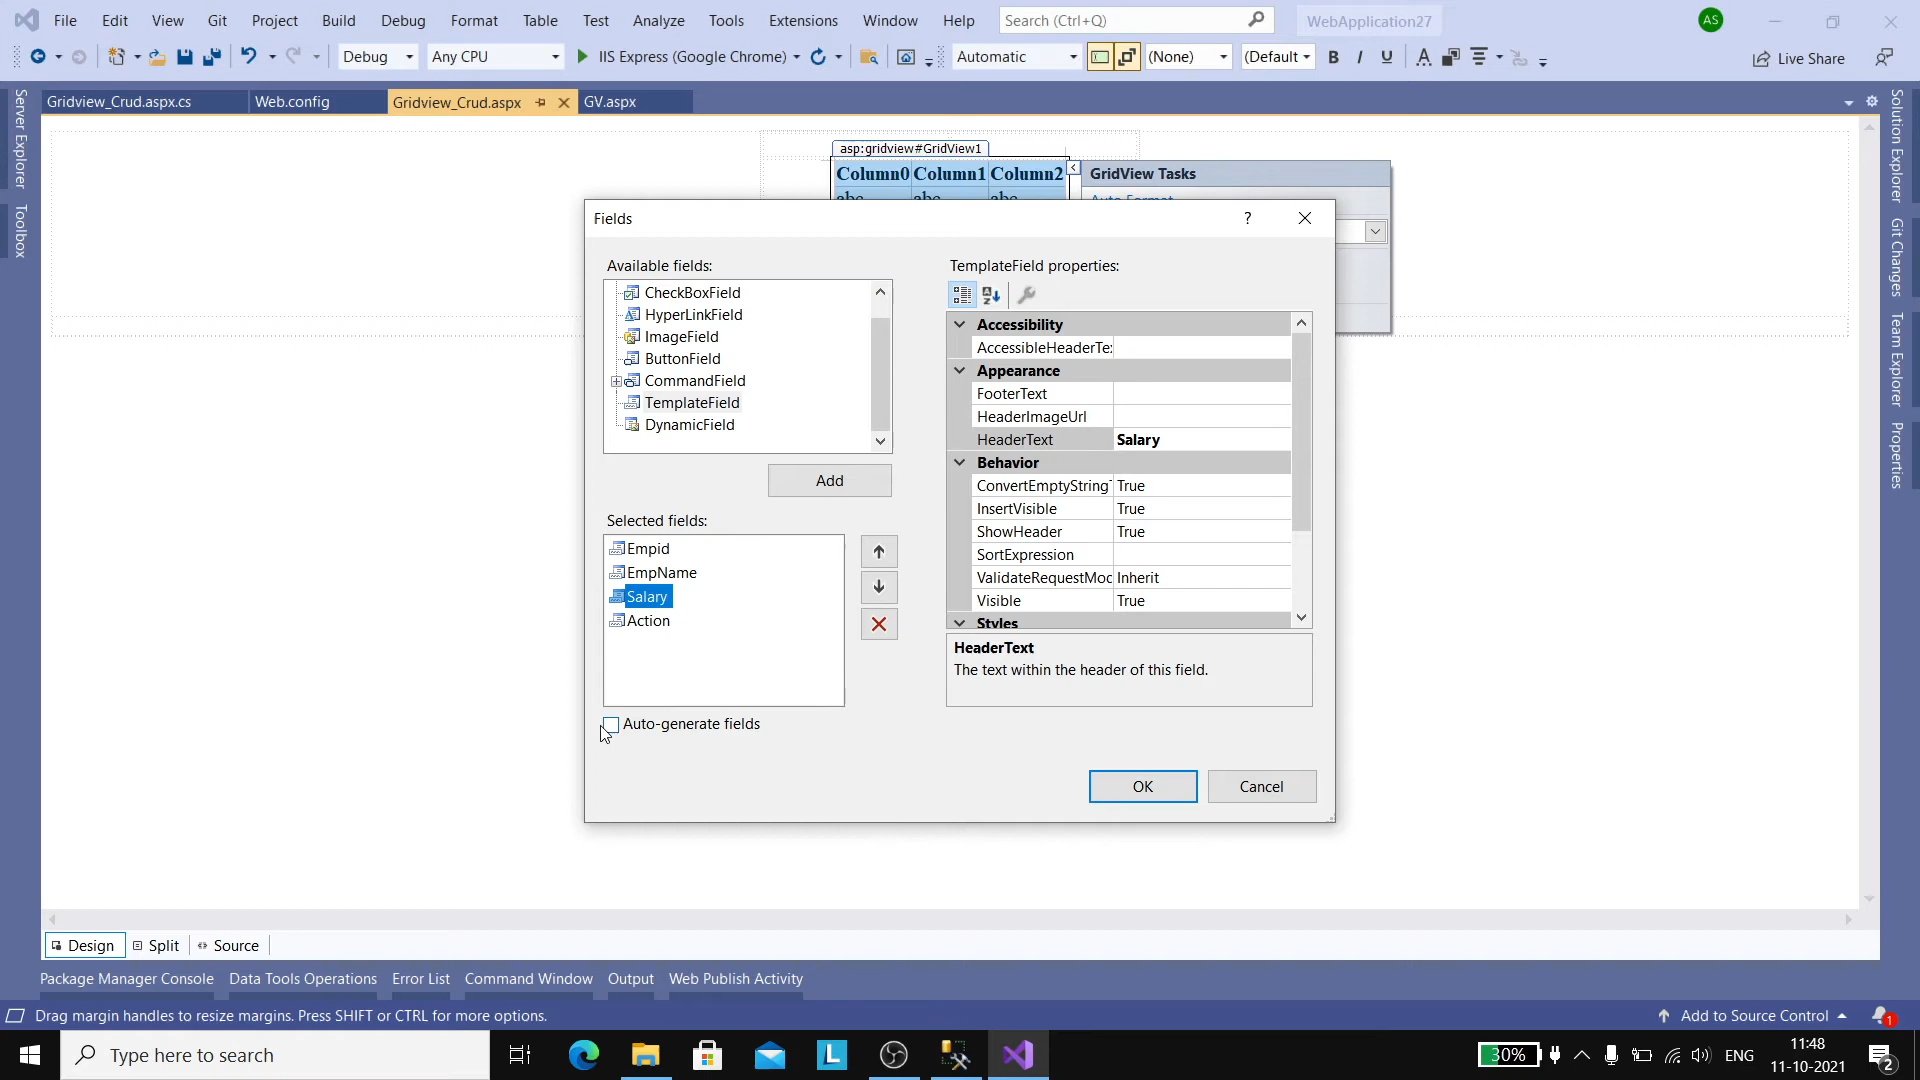 File Edit View Git Project Build Debug Format Table Test Analyze Tools Extensions Window Help Search (Ctrl+Q) WebApplication27 AS
Debug Any CPU IIS Express (Google Chrome) Automatic (None) (Default B I U A Live Share
Gridview_Crud.aspx.cs Web.config Gridview_Crud.aspx GV.aspx
Server Explorer
Toolbox
Solution Explorer
Git Changes
Team Explorer
Properties
asp:gridview#GridView1
Column0 Column1 Column2
abc abc abc
GridView Tasks
Auto Format
Fields ?
Available fields:
CheckBoxField
HyperLinkField
ImageField
ButtonField
CommandField
TemplateField
DynamicField
Add
Selected fields:
Empid
EmpName
Salary
Action
Auto-generate fields
TemplateField properties:
Accessibility
AccessibleHeaderTe
Appearance
FooterText
HeaderImageUrl
HeaderText Salary
Behavior
ConvertEmptyString True
InsertVisible True
ShowHeader True
SortExpression
ValidateRequestMod Inherit
Visible True
Styles
HeaderText
The text within the header of this field.
OK Cancel
Design Split Source
Package Manager Console Data Tools Operations Error List Command Window Output Web Publish Activity
Drag margin handles to resize margins. Press SHIFT or CTRL for more options. Add to Source Control 1
Type here to search L 30% ENG 11:48
11-10-2021 2